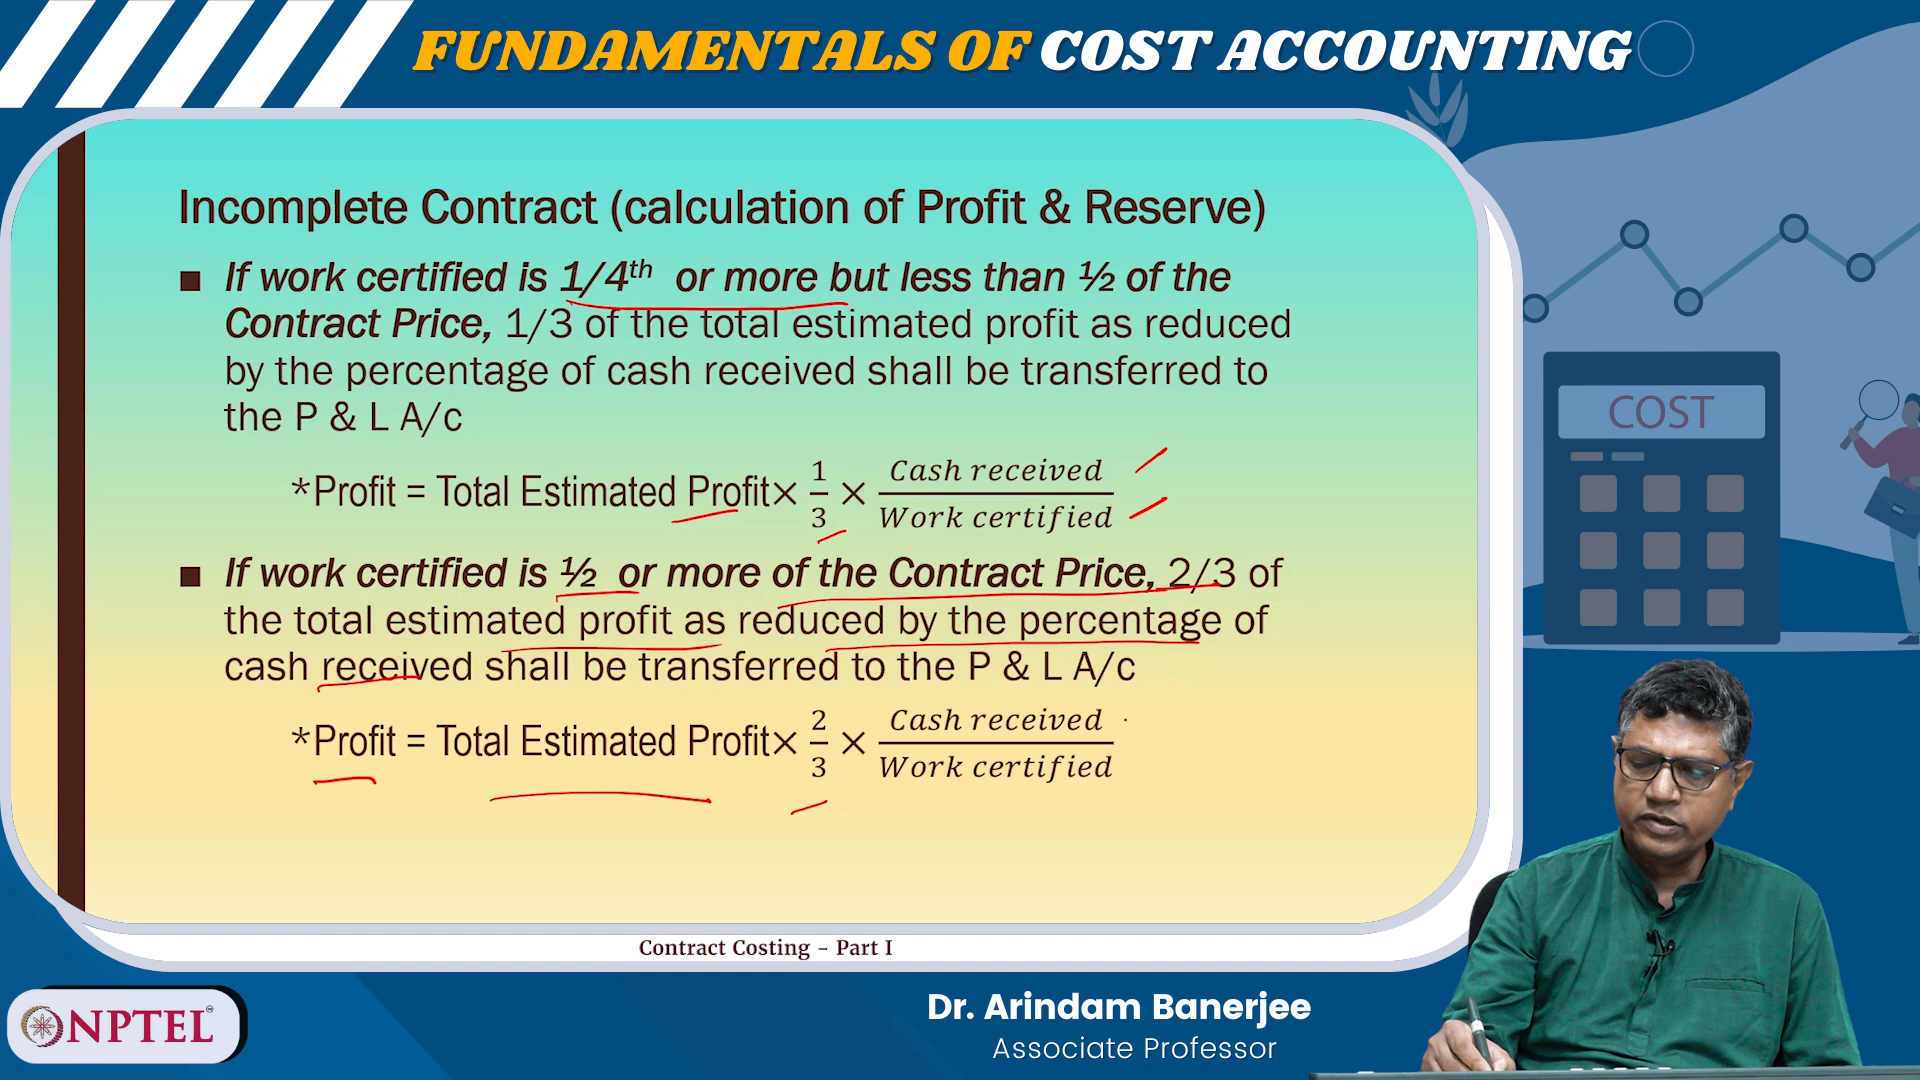 FUNDAMENTALS OF COST ACCOUNTING
Incomplete Contract (calculation of Profit & Reserve)
■ If work certified is 1/4th or more but less than ½ of the
Contract Price, 1/3 of the total estimated profit as reduced
by the percentage of cash received shall be transferred to
the P & L A/c
*Profit = Total Estimated Profit× 1/3 × Cash received/Work certified
■ If work certified is ½ or more of the Contract Price, 2/3 of
the total estimated profit as reduced by the percentage of
cash received shall be transferred to the P & L A/c
*Profit = Total Estimated Profit× 2/3 × Cash received/Work certified
COST
Contract Costing - Part I
NPTEL
Dr. Arindam Banerjee
Associate Professor